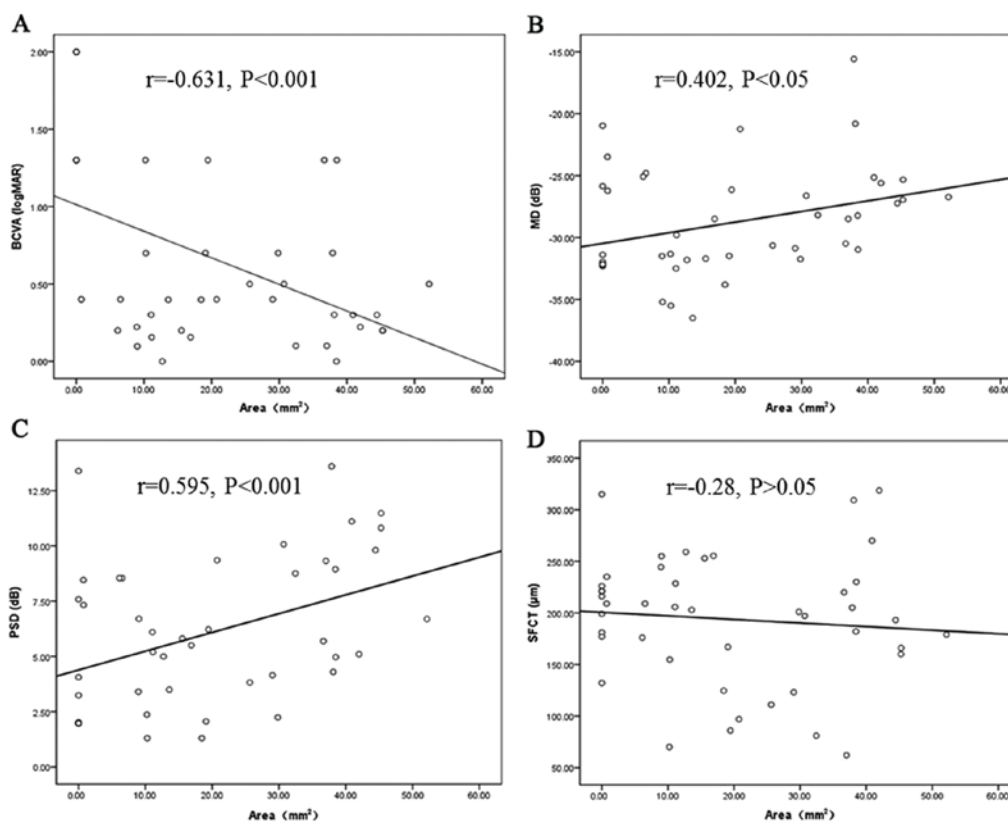 A
r=-0.631, P<0.001
BCVA (logMAR)
2.00
1.50
1.00
0.50
0.00
0.00 10.00 20.00 30.00 40.00 50.00 60.00
Area（mm²）
B
r=0.402, P<0.05
MD (dB)
-15.00
-20.00
-25.00
-30.00
-35.00
-40.00
0.00 10.00 20.00 30.00 40.00 50.00 60.00
Area（mm²）
C
r=0.595, P<0.001
PSD (dB)
12.50
10.00
7.50
5.00
2.50
0.00
0.00 10.00 20.00 30.00 40.00 50.00 60.00
Area（mm²）
D
r=-0.28, P>0.05
SFCT (μm)
350.00
300.00
250.00
200.00
150.00
100.00
50.00
0.00 10.00 20.00 30.00 40.00 50.00 60.00
Area（mm²）